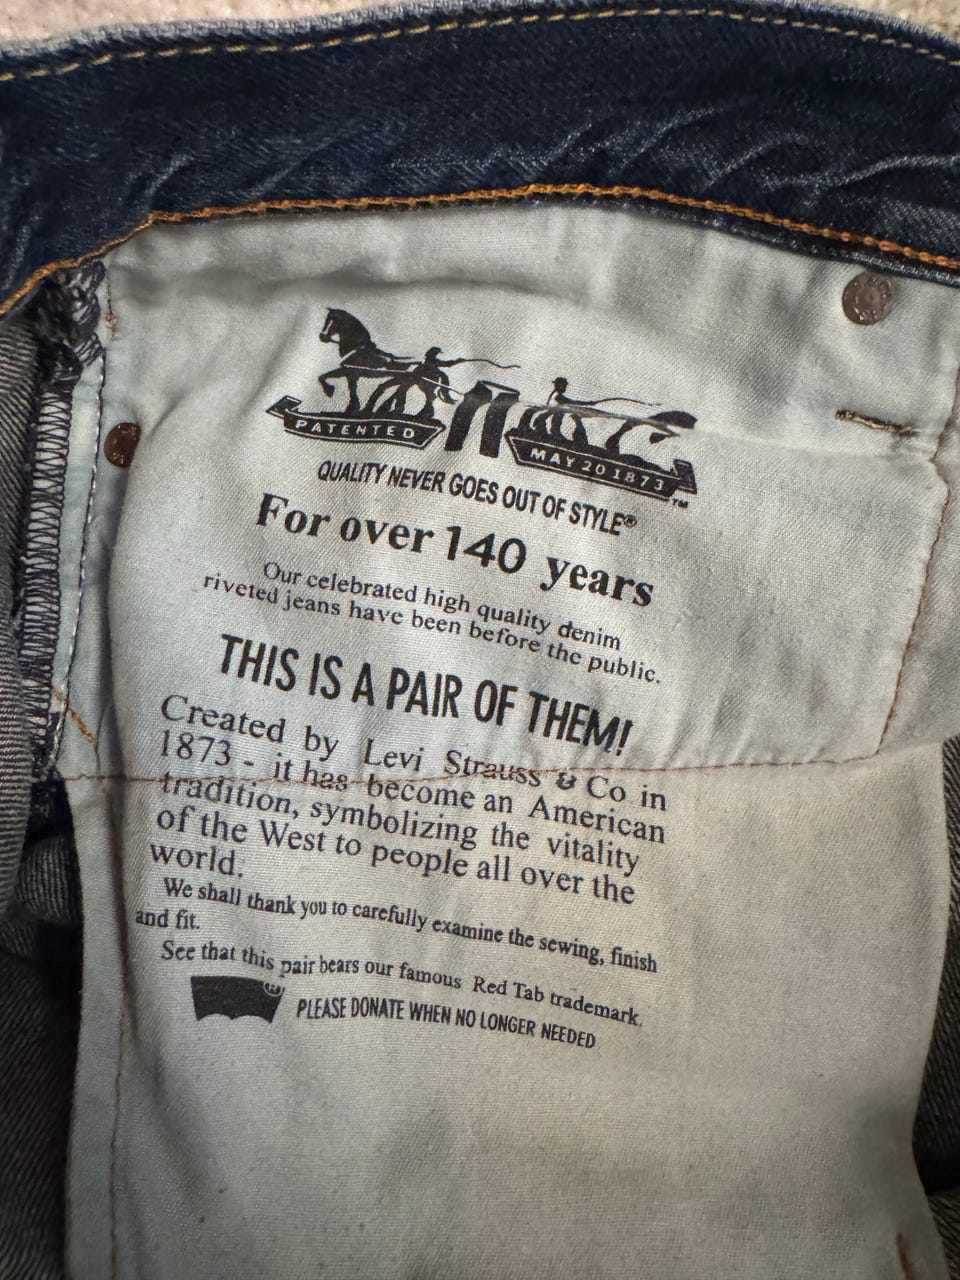 PATENTED
MAY 20 1873 ™
QUALITY NEVER GOES OUT OF STYLE®
For over 140 years
Our celebrated high quality denim
riveted jeans have been before the public.
THIS IS A PAIR OF THEM!
Created by Levi Strauss & Co in
1873 - it has become an American
tradition, symbolizing the vitality
of the West to people all over the
world.
We shall thank you to carefully examine the sewing, finish
and fit.
See that this pair bears our famous Red Tab trademark.
®
PLEASE DONATE WHEN NO LONGER NEEDED